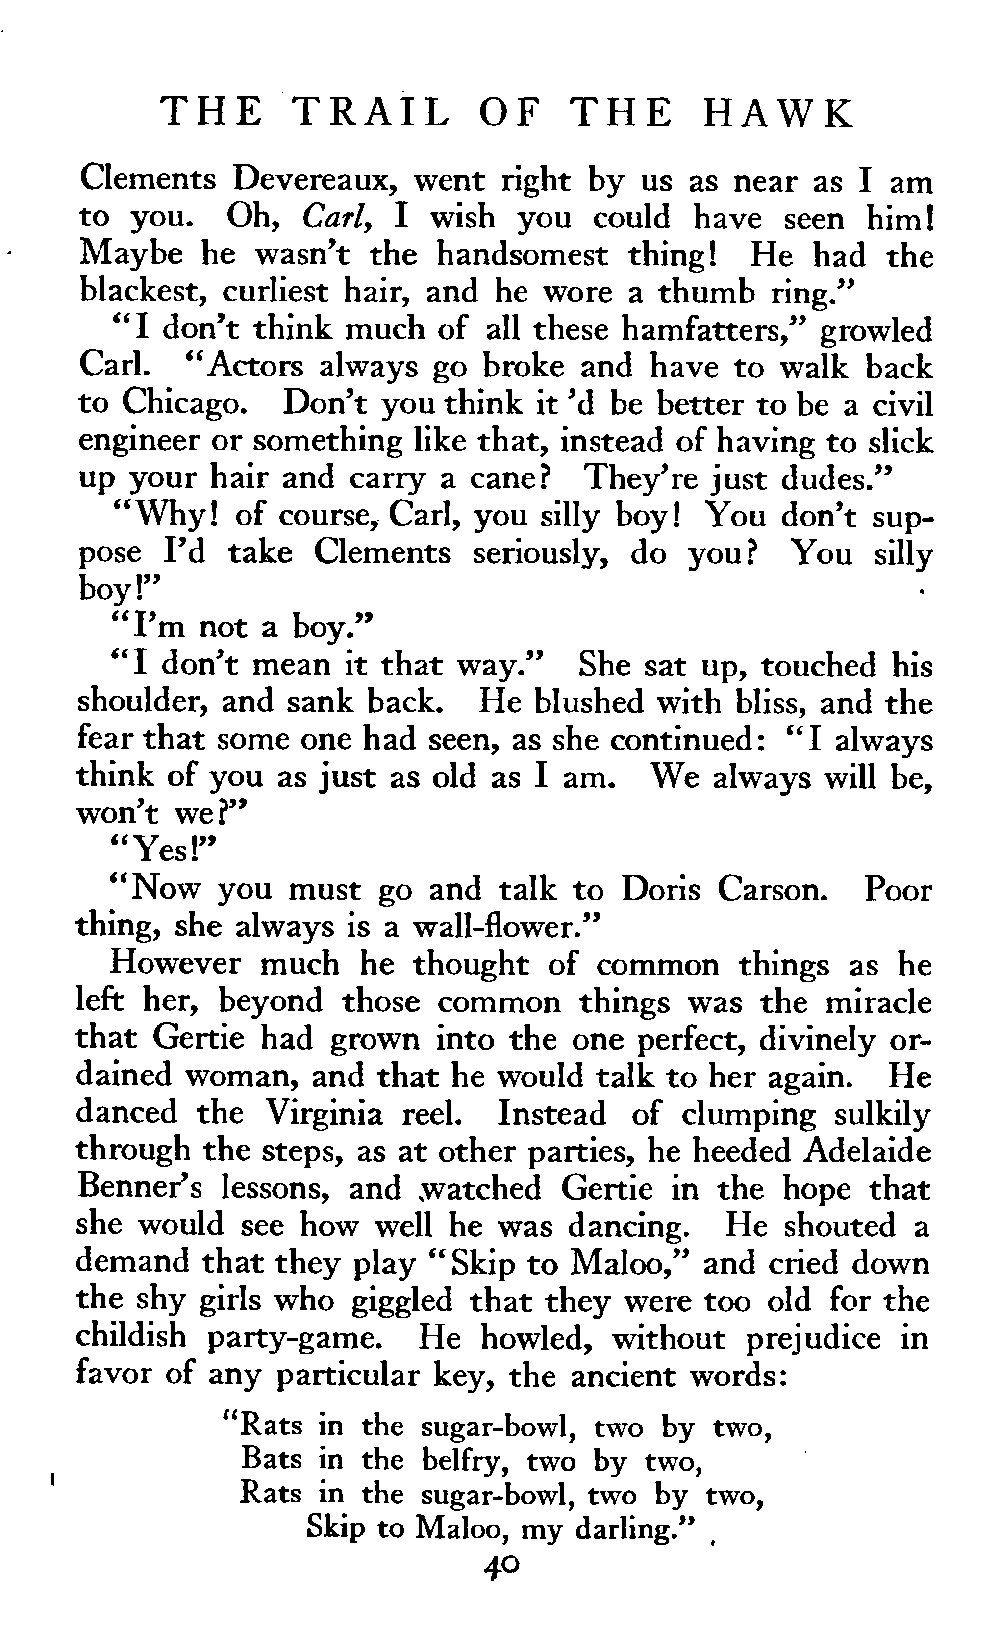 THE TRAIL OF THE HAWK
Clements Devereaux, went right by us as near as I am
to you. Oh, Carl, I wish you could have seen him!
Maybe he wasn't the handsomest thing! He had the
blackest, curliest hair, and he wore a thumb ring."
"I don't think much of all these hamfatters," growled
Carl. "Actors always go broke and have to walk back
to Chicago. Don't you think it 'd be better to be a civil
engineer or something like that, instead of having to slick
up your hair and carry a cane? They're just dudes."
"Why! of course, Carl, you silly boy! You don't sup-
pose I'd take Clements seriously, do you? You silly
boy!"
"I'm not a boy."
"I don't mean it that way." She sat up, touched his
shoulder, and sank back. He blushed with bliss, and the
fear that some one had seen, as she continued: "I always
think of you as just as old as I am. We always will be,
won't we?"
"Yes!"
"Now you must go and talk to Doris Carson. Poor
thing, she always is a wall-flower."
However much he thought of common things as he
left her, beyond those common things was the miracle
that Gertie had grown into the one perfect, divinely or-
dained woman, and that he would talk to her again. He
danced the Virginia reel. Instead of clumping sulkily
through the steps, as at other parties, he heeded Adelaide
Benner's lessons, and watched Gertie in the hope that
she would see how well he was dancing. He shouted a
demand that they play "Skip to Maloo," and cried down
the shy girls who giggled that they were too old for the
childish party-game. He howled, without prejudice in
favor of any particular key, the ancient words:
"Rats in the sugar-bowl, two by two,
Bats in the belfry, two by two,
Rats in the sugar-bowl, two by two,
Skip to Maloo, my darling."
40